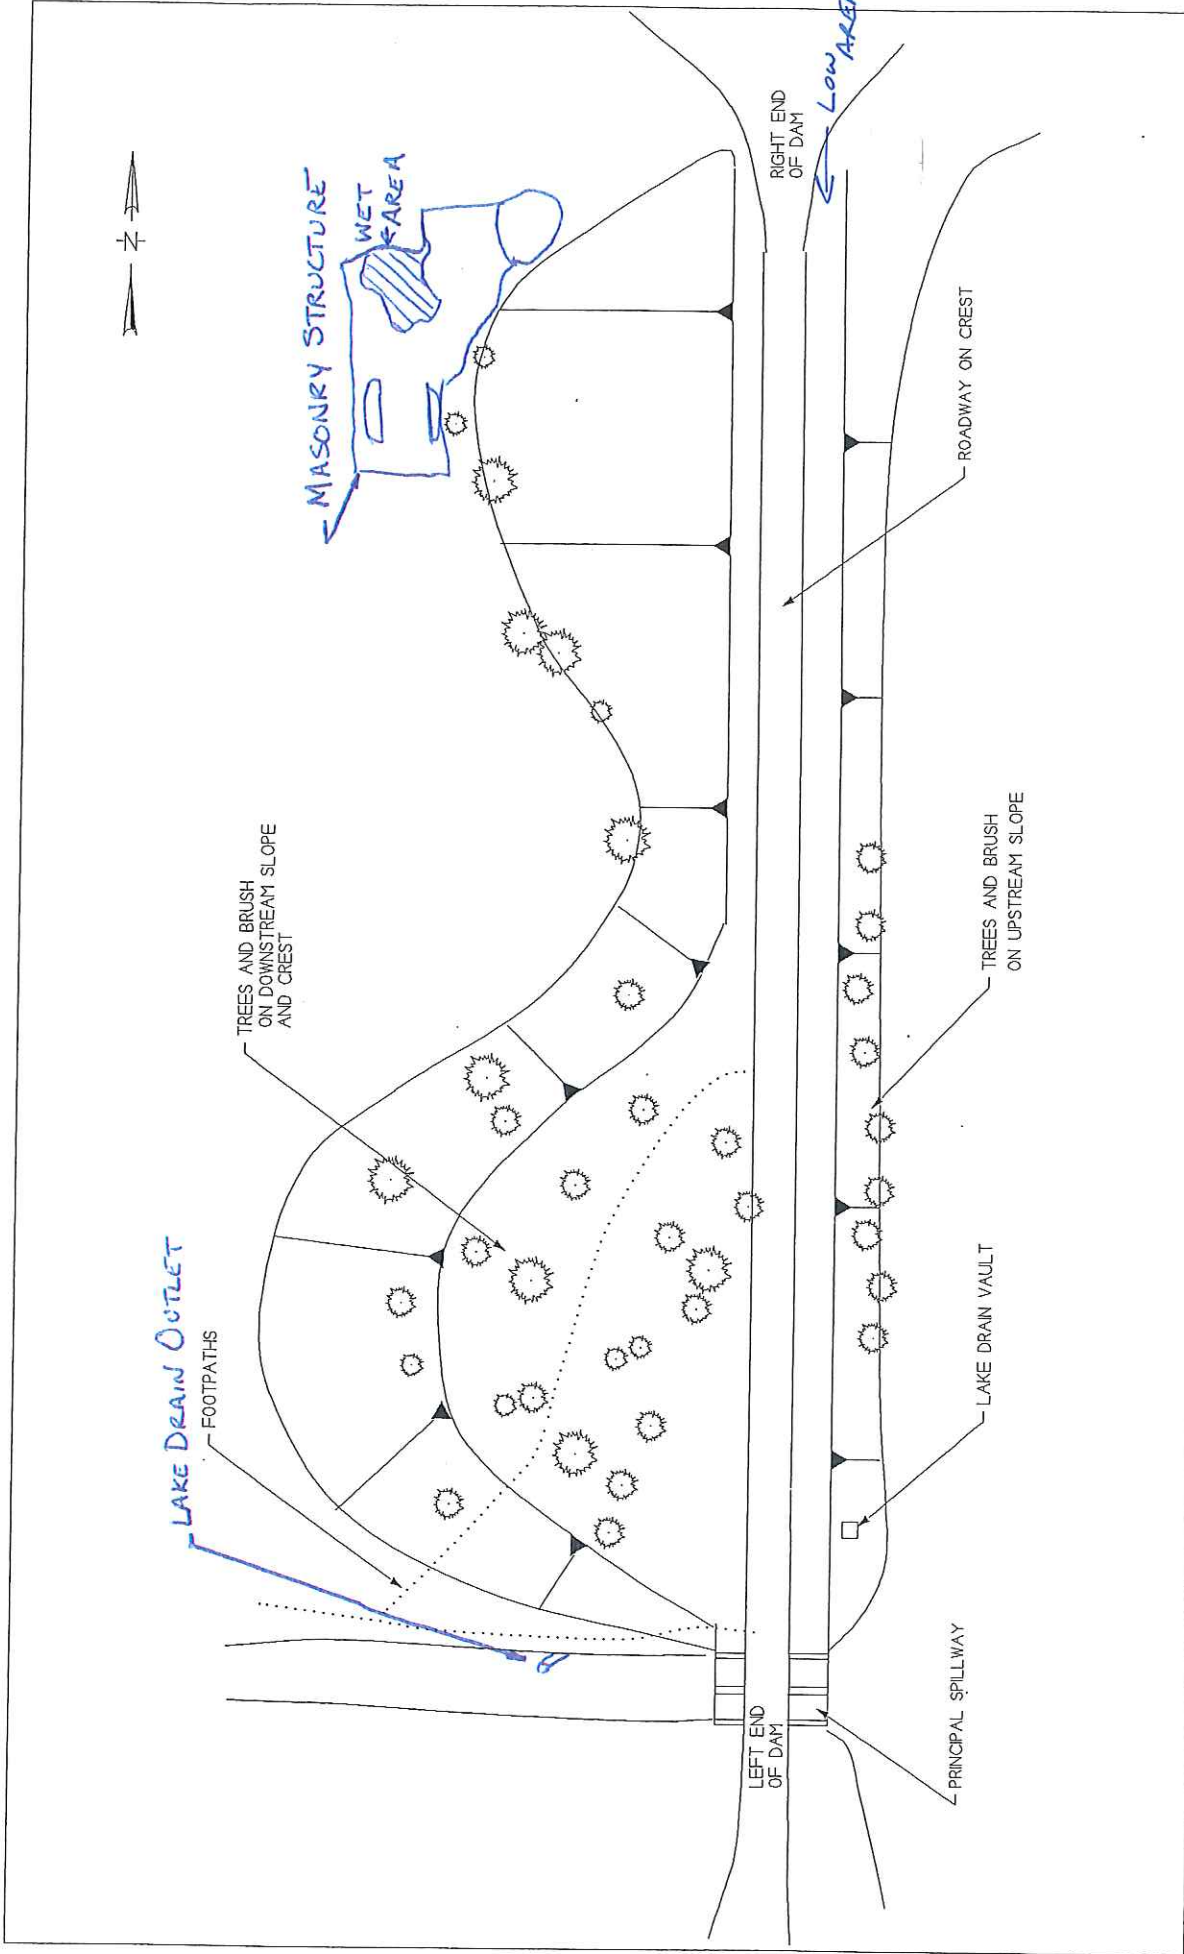 N
MASONRY STRUCTURE
WET
AREA
LOW AREA
RIGHT END
OF DAM
ROADWAY ON CREST
TREES AND BRUSH
ON DOWNSTREAM SLOPE
AND CREST
TREES AND BRUSH
ON UPSTREAM SLOPE
LAKE DRAIN OUTLET
FOOTPATHS
LAKE DRAIN VAULT
LEFT END
OF DAM
PRINCIPAL SPILLWAY